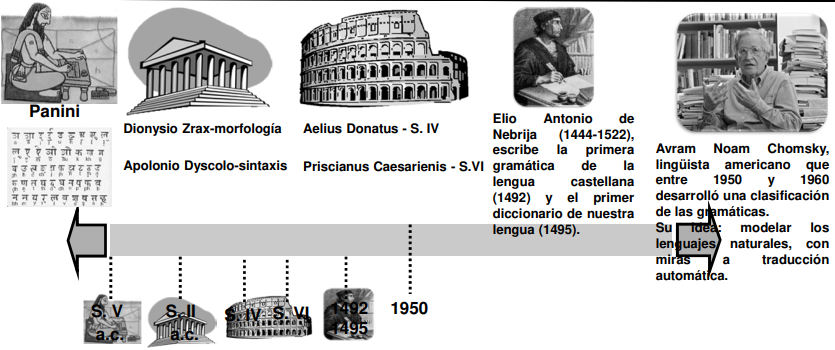 Panini
Dionysio Zrax-morfología
Apolonio Dyscolo-sintaxis
Aelius Donatus - S. IV
Priscianus Caesarienis - S.VI
Elio Antonio de
Nebrija (1444-1522),
escribe la primera
gramática de la
lengua castellana
(1492) y el primer
diccionario de nuestra
lengua (1495).
Avram Noam Chomsky,
lingüista americano que
entre 1950 y 1960
desarrolló una clasificación
de las gramáticas.
Su idea: modelar los
lenguajes naturales, con
miras a traducción
automática.
S. V
a.c.
S. II
a.c.
S. IV
S. VI
1492
1495
1950